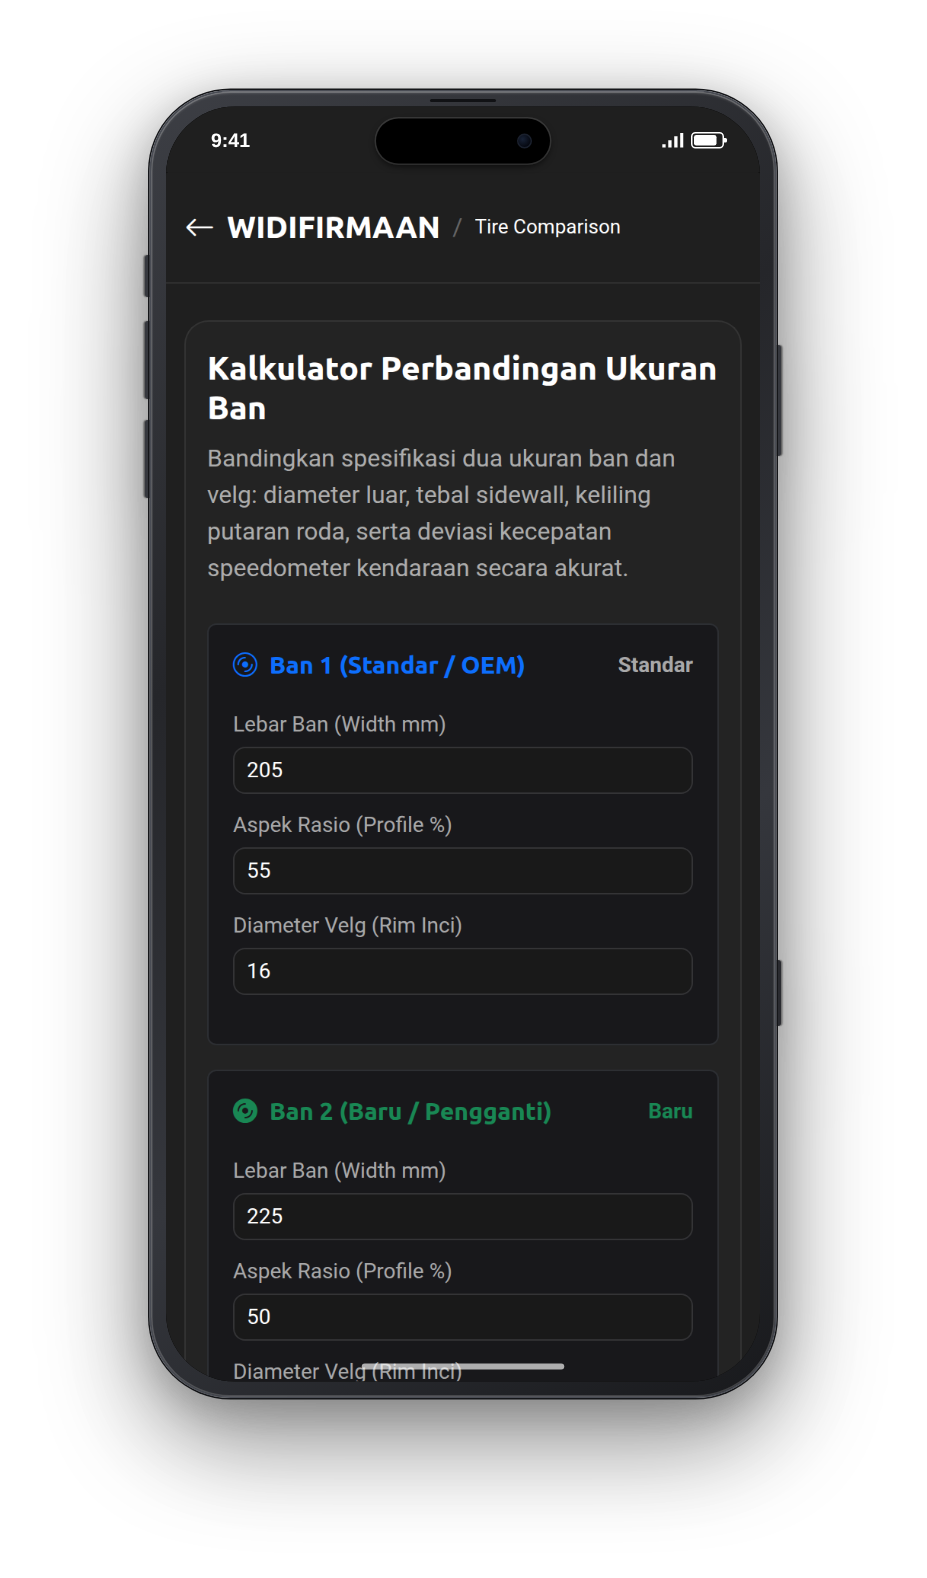 9:41
WIDIFIRMAAN / Tire Comparison
Kalkulator Perbandingan Ukuran
Ban
Bandingkan spesifikasi dua ukuran ban dan
velg: diameter luar, tebal sidewall, keliling
putaran roda, serta deviasi kecepatan
speedometer kendaraan secara akurat.
Ban 1 (Standar / OEM) Standar
Lebar Ban (Width mm)
205
Aspek Rasio (Profile %)
55
Diameter Velg (Rim Inci)
16
Ban 2 (Baru / Pengganti) Baru
Lebar Ban (Width mm)
225
Aspek Rasio (Profile %)
50
Diameter Velg (Rim Inci)